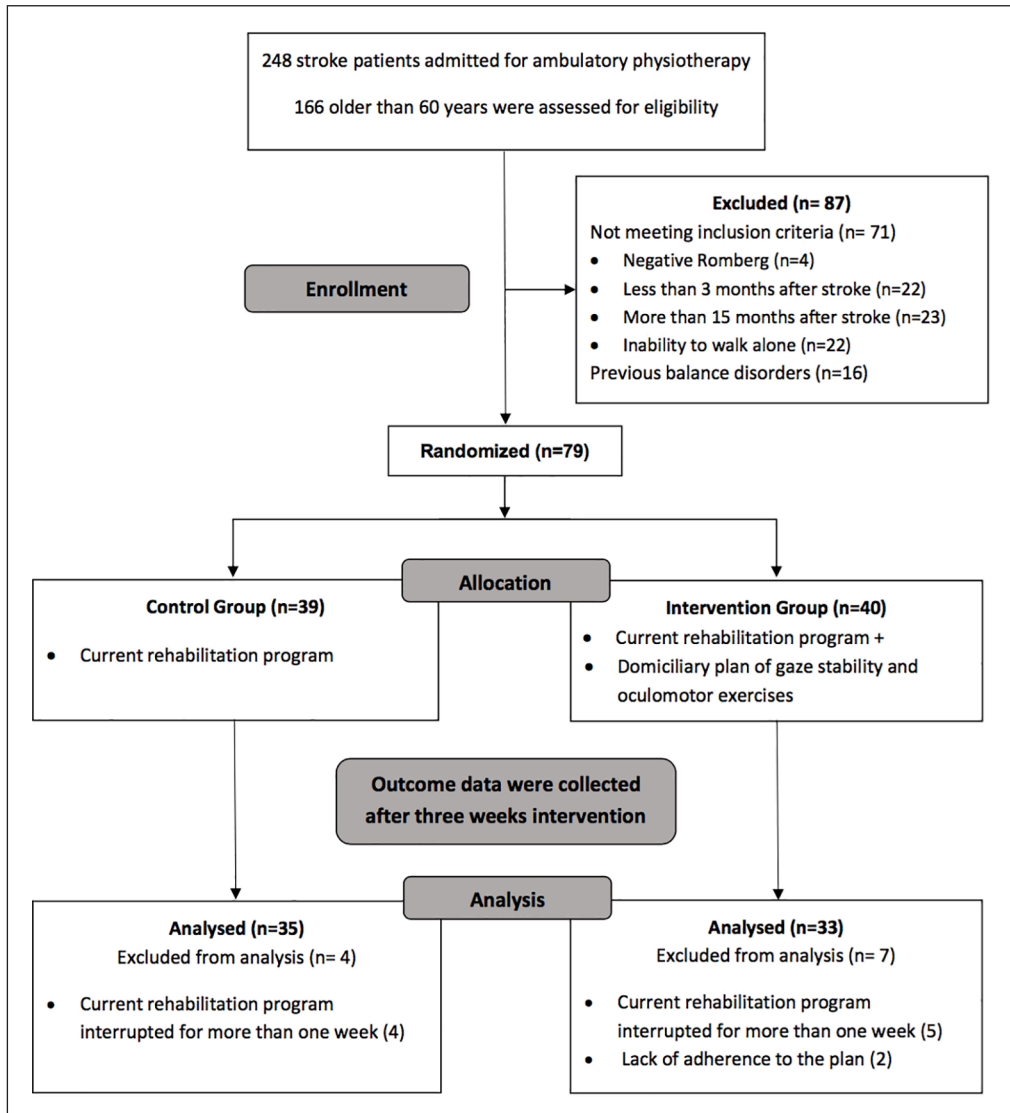 248 stroke patients admitted for ambulatory physiotherapy
166 older than 60 years were assessed for eligibility
Excluded (n= 87)
Not meeting inclusion criteria (n= 71)
• Negative Romberg (n=4)
• Less than 3 months after stroke (n=22)
• More than 15 months after stroke (n=23)
• Inability to walk alone (n=22)
Previous balance disorders (n=16)
Enrollment
Randomized (n=79)
Allocation
Control Group (n=39)
• Current rehabilitation program
Intervention Group (n=40)
• Current rehabilitation program +
• Domiciliary plan of gaze stability and
oculomotor exercises
Outcome data were collected
after three weeks intervention
Analysis
Analysed (n=35)
Excluded from analysis (n= 4)
• Current rehabilitation program
interrupted for more than one week (4)
Analysed (n=33)
Excluded from analysis (n= 7)
• Current rehabilitation program
interrupted for more than one week (5)
• Lack of adherence to the plan (2)